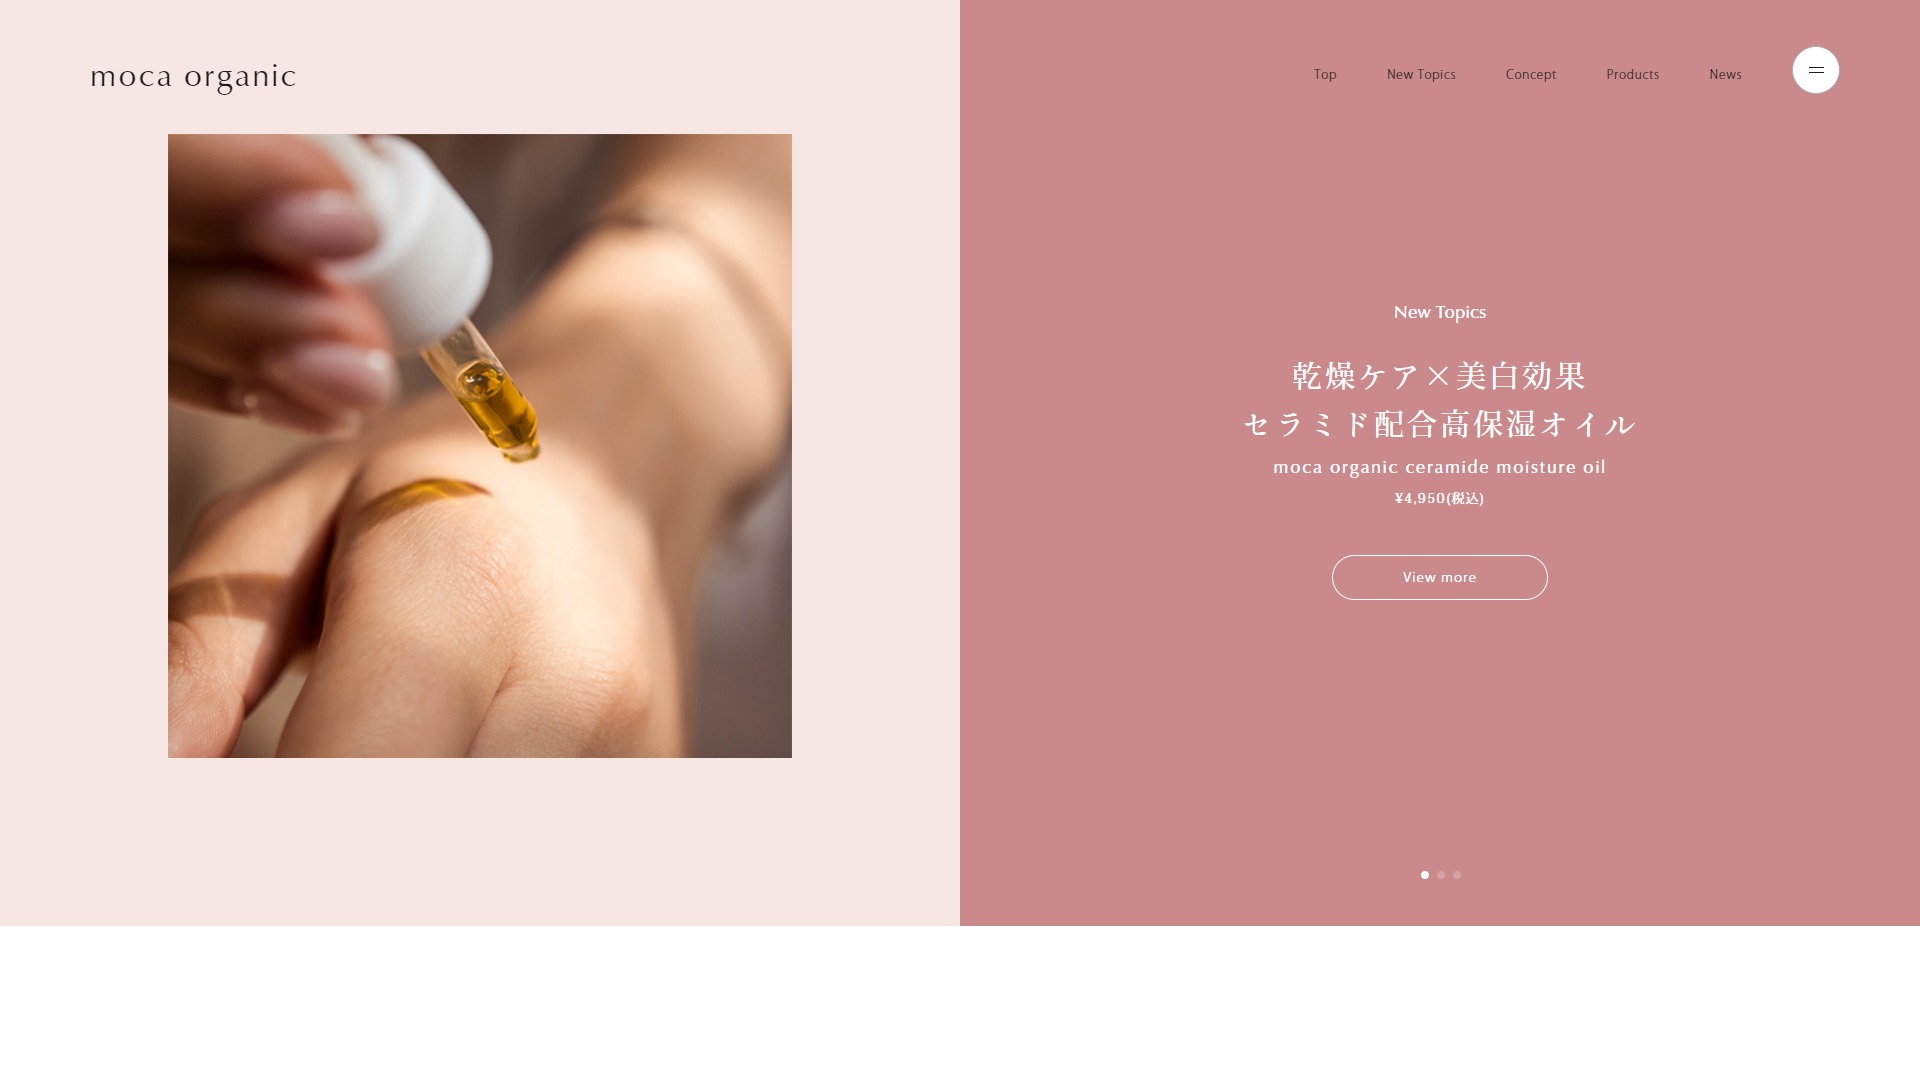 moca organic
Top
New Topics
Concept
Products
News
New Topics
乾燥ケア×美白効果
セラミド配合高保湿オイル
moca organic ceramide moisture oil
¥4,950(税込)
View more